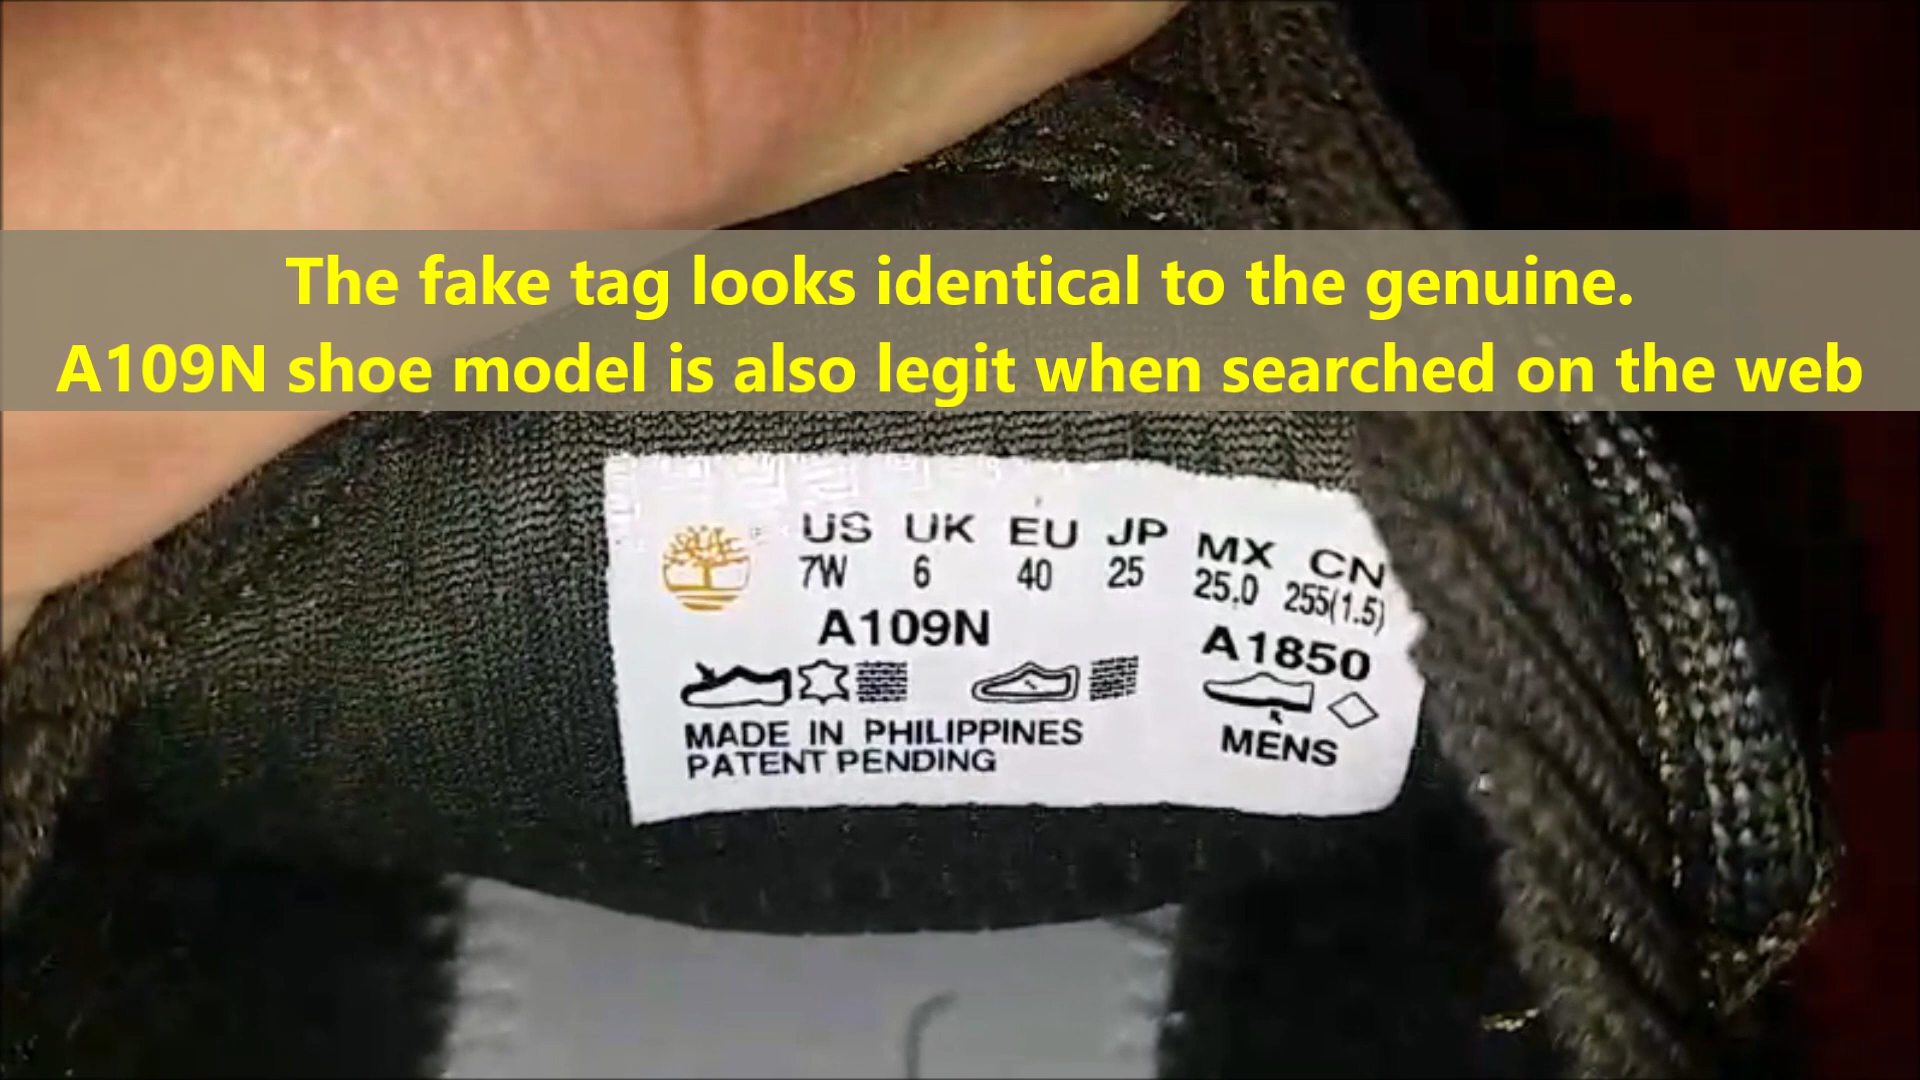 The fake tag looks identical to the genuine.
A109N shoe model is also legit when searched on the web
US UK EU JP MX CN
7W 6 40 25 25.0 255(1.5)
A109N A1850
MADE IN PHILIPPINES
PATENT PENDING
MENS